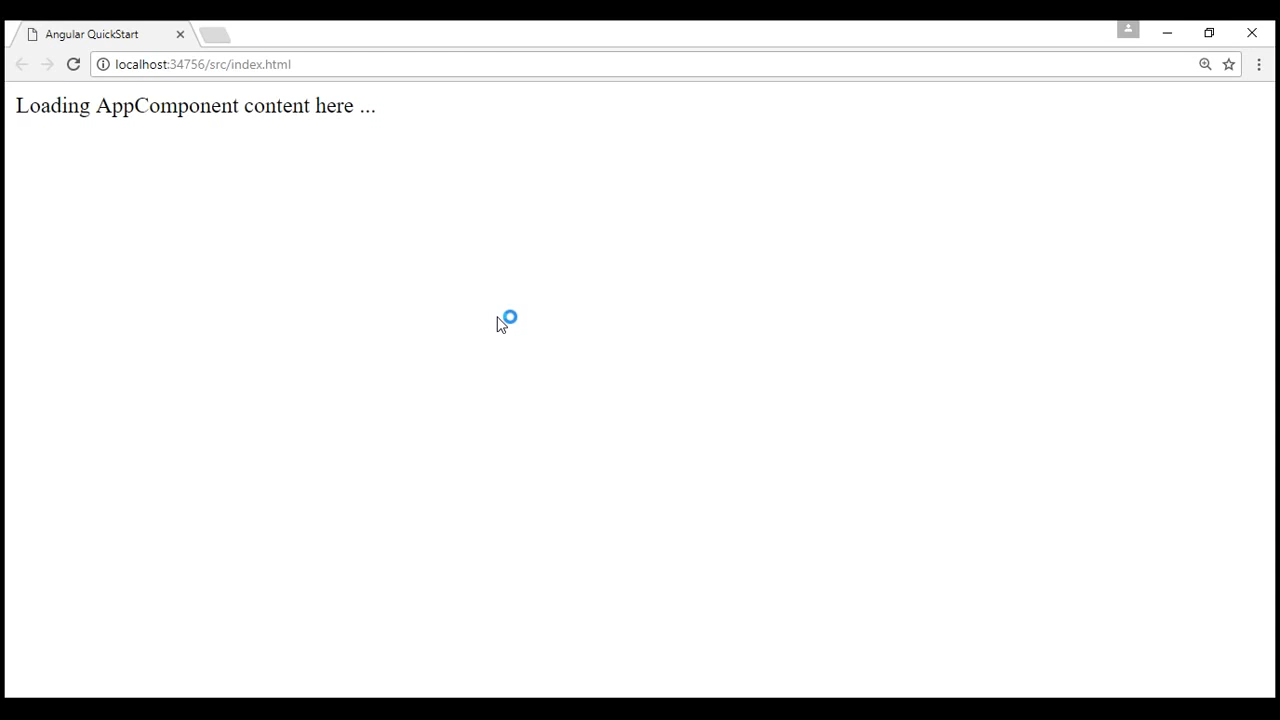 Angular QuickStart
localhost:34756/src/index.html
Loading AppComponent content here ...